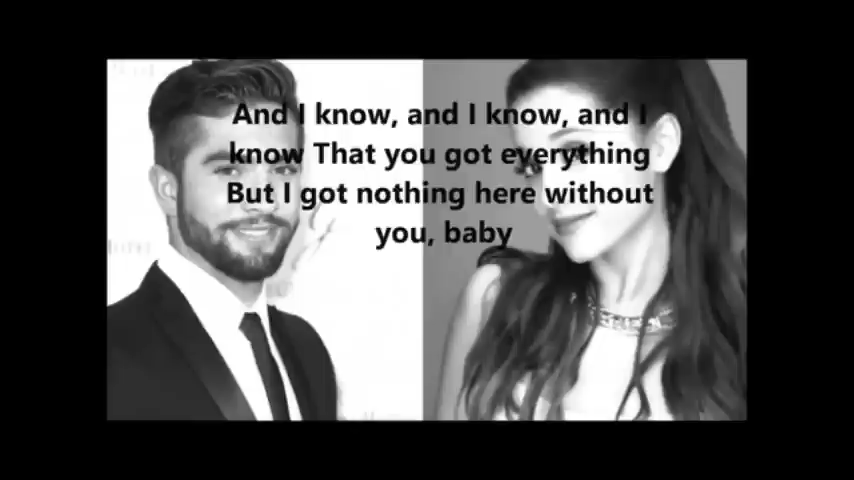 And I know, and I know, and I
know That you got everything
But I got nothing here without
you, baby